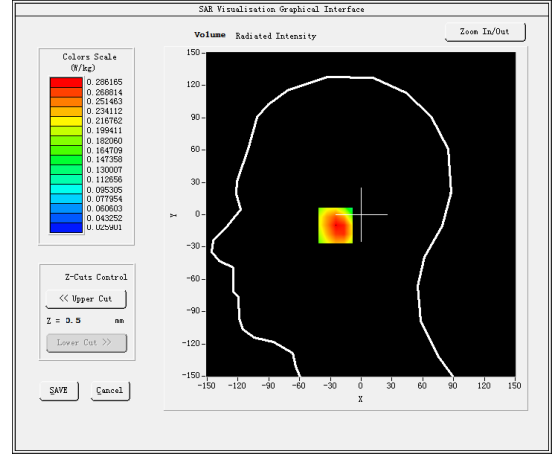 SAR Visualisation Graphical Interface
Volume Radiated Intensity
Zoom In/Out
Colors Scale
(W/kg)
0.286165
0.268814
0.251463
0.234112
0.216762
0.199411
0.182060
0.164709
0.147358
0.130007
0.112656
0.095305
0.077954
0.060603
0.043252
0.025901
150
120
90
60
30
0
-30
-60
-90
-120
-150
Y
-150 -120 -90 -60 -30 0 30 60 90 120 150
X
Z-Cuts Control
<< Upper Cut
Z = 3.5 mm
Lower Cut >>
SAVE Cancel